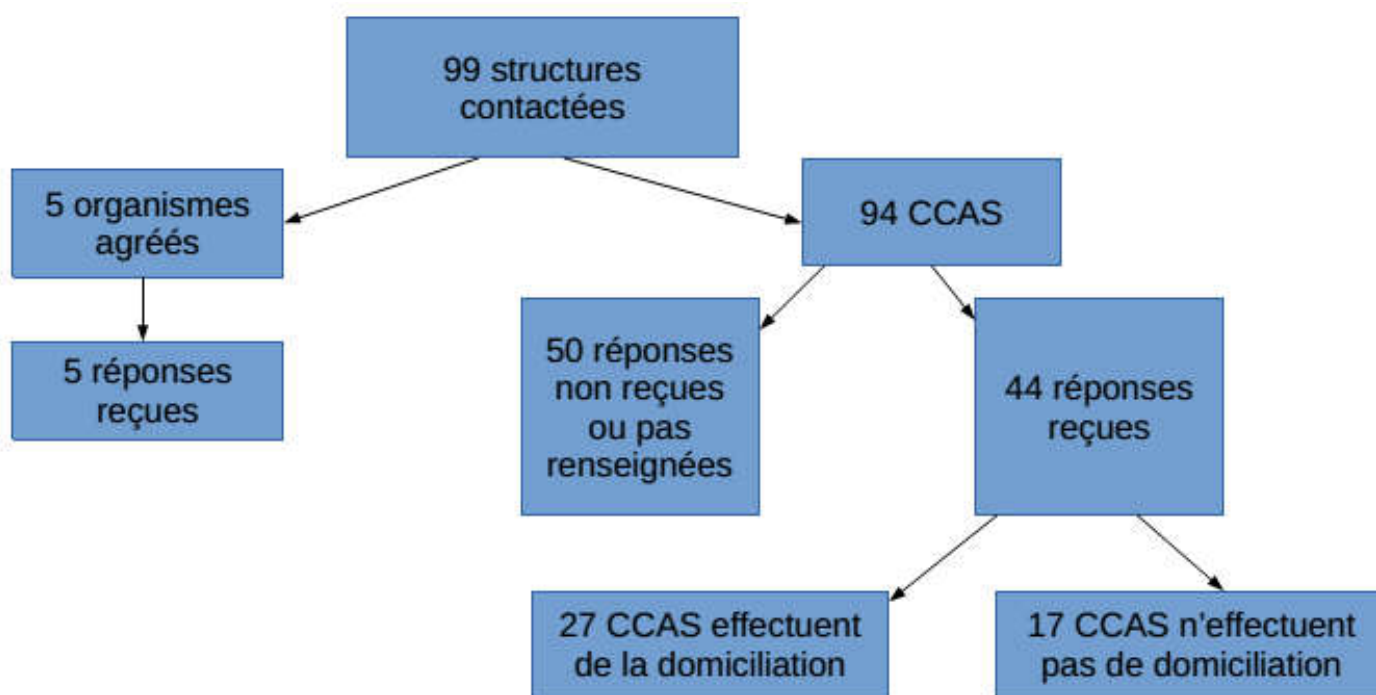 99 structures
contactées
5 organismes
agréés
94 CCAS
5 réponses
reçues
50 réponses
non reçues
ou pas
renseignées
44 réponses
reçues
27 CCAS effectuent
de la domiciliation
17 CCAS n'effectuent
pas de domiciliation